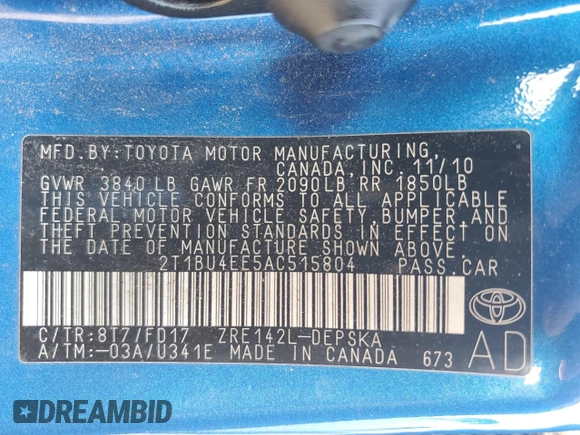 MFD.BY:TOYOTA MOTOR MANUFACTURING,
CANADA,INC. 11/10
GVWR 3840 LB GAWR FR 2090LB RR 1850LB
THIS VEHICLE CONFORMS TO ALL APPLICABLE
FEDERAL MOTOR VEHICLE SAFETY, BUMPER, AND
THEFT PREVENTION STANDARDS IN EFFECT ON
THE DATE OF MANUFACTURE SHOWN ABOVE.
2T1BU4EE5AC515804 PASS.CAR
C/TR:8T7/FD17 ZRE142L-DEPSKA
A/TM:-03A/U341E MADE IN CANADA 673
TOYOTA
AD
DREAMBID